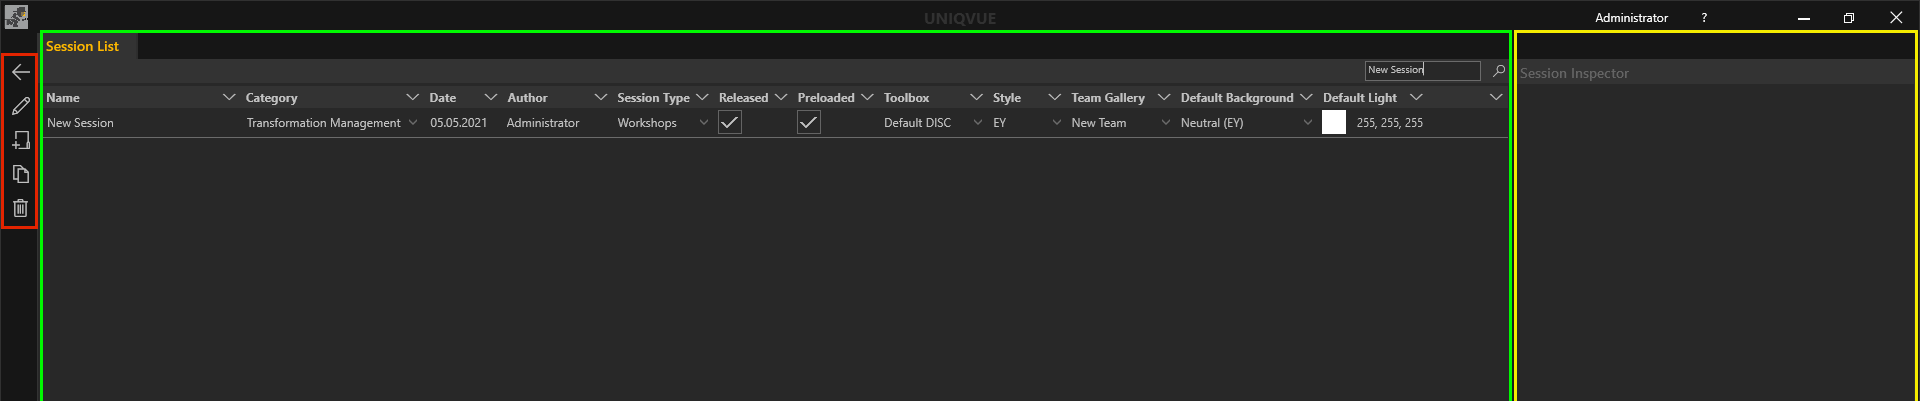 UNIQVUE
Administrator ?
Session List
New Session
Session Inspector
Name Category Date Author Session Type Released Preloaded Toolbox Style Team Gallery Default Background Default Light
New Session Transformation Management 05.05.2021 Administrator Workshops Default DISC EY New Team Neutral (EY) 255, 255, 255